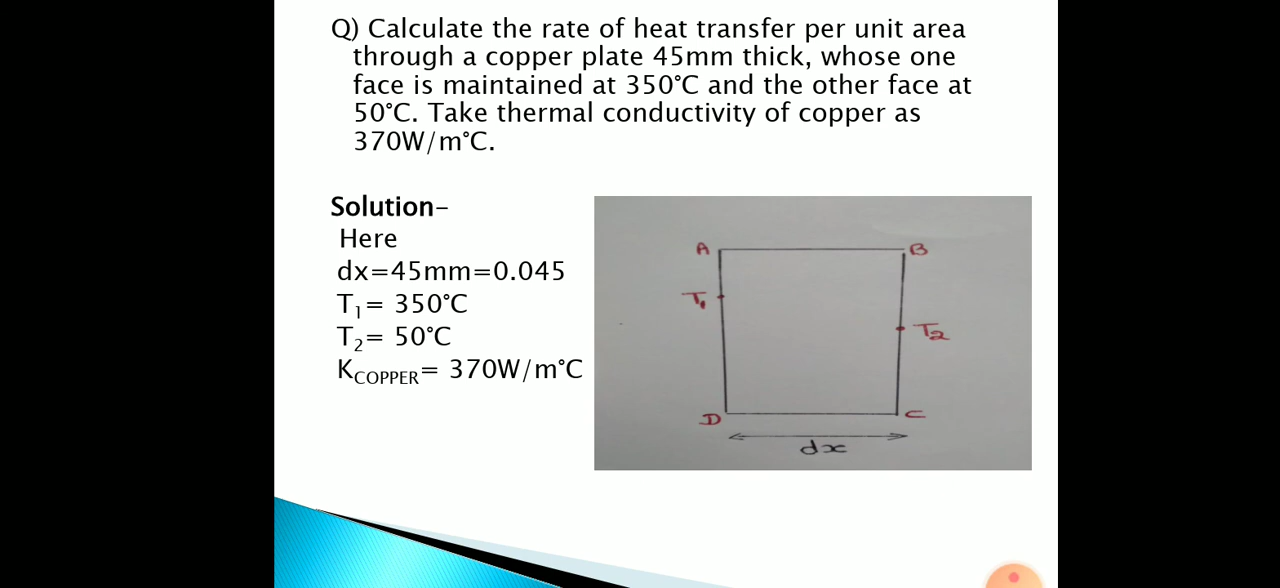 Q) Calculate the rate of heat transfer per unit area
through a copper plate 45mm thick, whose one
face is maintained at 350°C and the other face at
50°C. Take thermal conductivity of copper as
370W/m°C.
Solution–
Here
dx=45mm=0.045
T₁= 350°C
T₂= 50°C
K_COPPER= 370W/m°C
A B
T₁
T₂
D C
dx